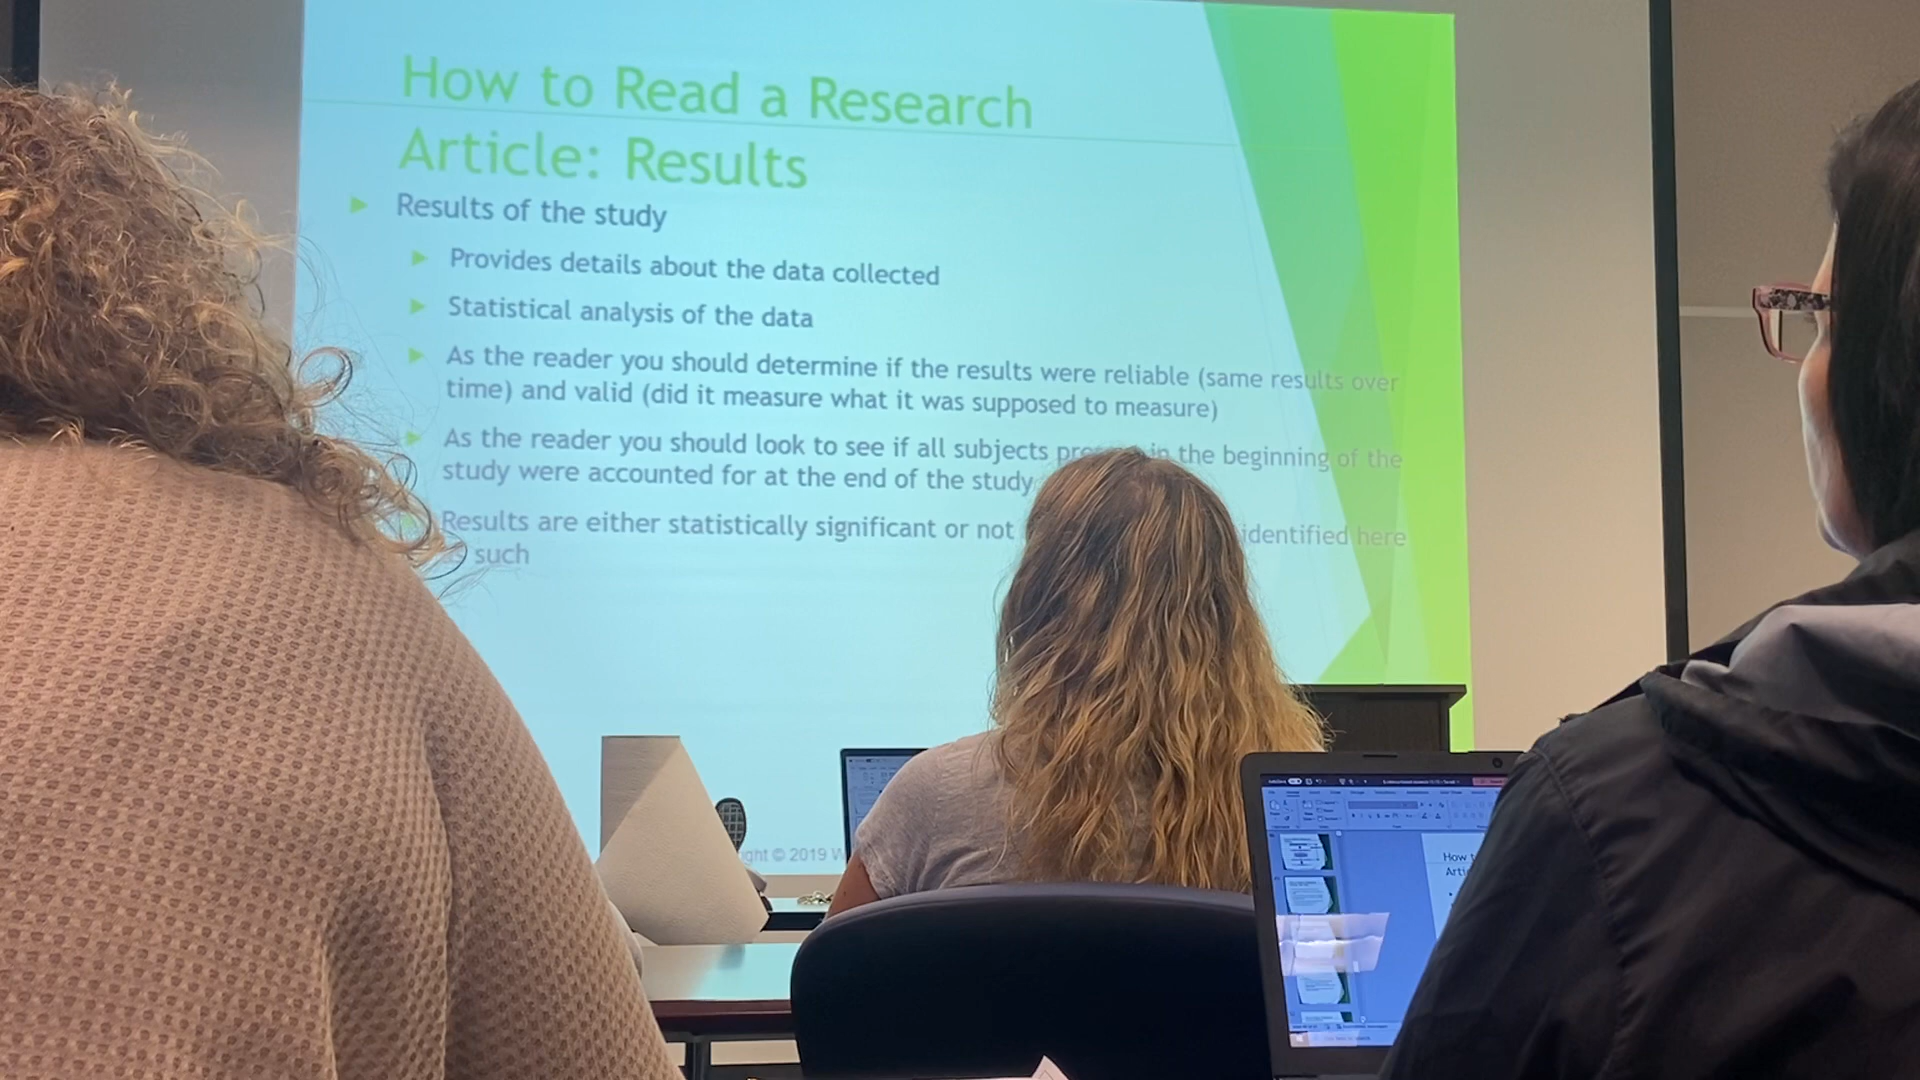 How to Read a Research
Article: Results
Results of the study
Provides details about the data collected
Statistical analysis of the data
As the reader you should determine if the results were reliable (same results over
time) and valid (did it measure what it was supposed to measure)
As the reader you should look to see if all subjects in the beginning of the
study were accounted for at the end of the study
Results are either statistically significant or not identified here
such
© 2019
How